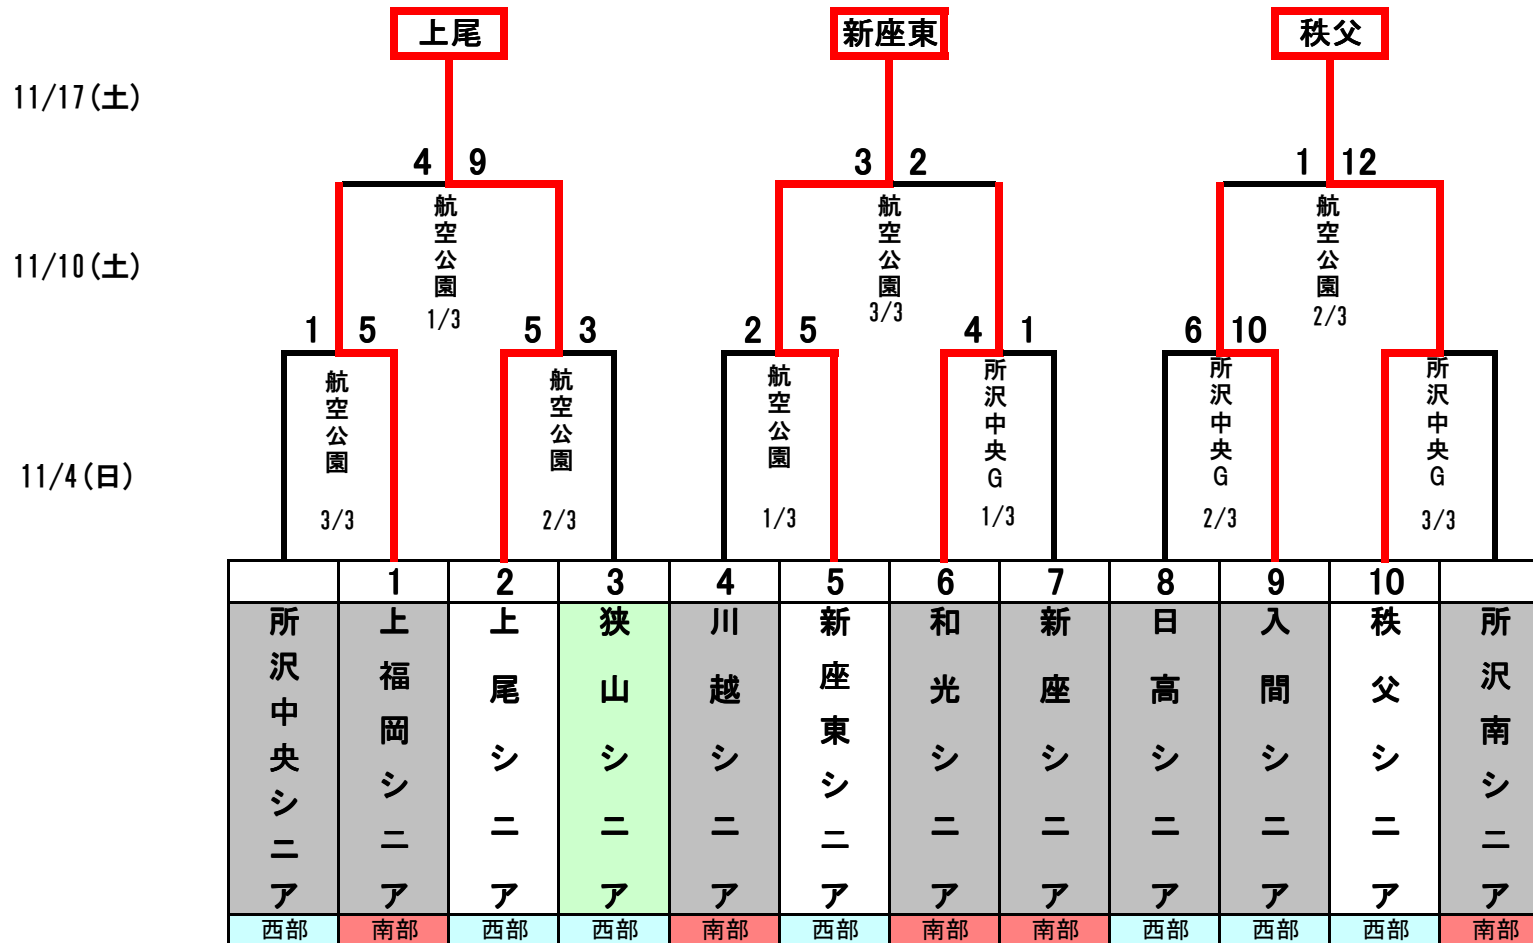 上尾
新座東
秩父
11/17(土)
4 9
3 2
1 12
航空公園
1/3
航空公園
3/3
航空公園
2/3
11/10(土)
1 5
5 3
2 5
4 1
6 10
航空公園
3/3
航空公園
2/3
航空公園
1/3
所沢中央G
1/3
所沢中央G
2/3
所沢中央G
3/3
11/4(日)
1 2 3 4 5 6 7 8 9 10
所沢中央シニア
上福岡シニア
上尾シニア
狭山シニア
川越シニア
新座東シニア
和光シニア
新座シニア
日高シニア
入間シニア
秩父シニア
所沢南シニア
西部 南部 西部 西部 南部 西部 南部 南部 西部 西部 西部 南部